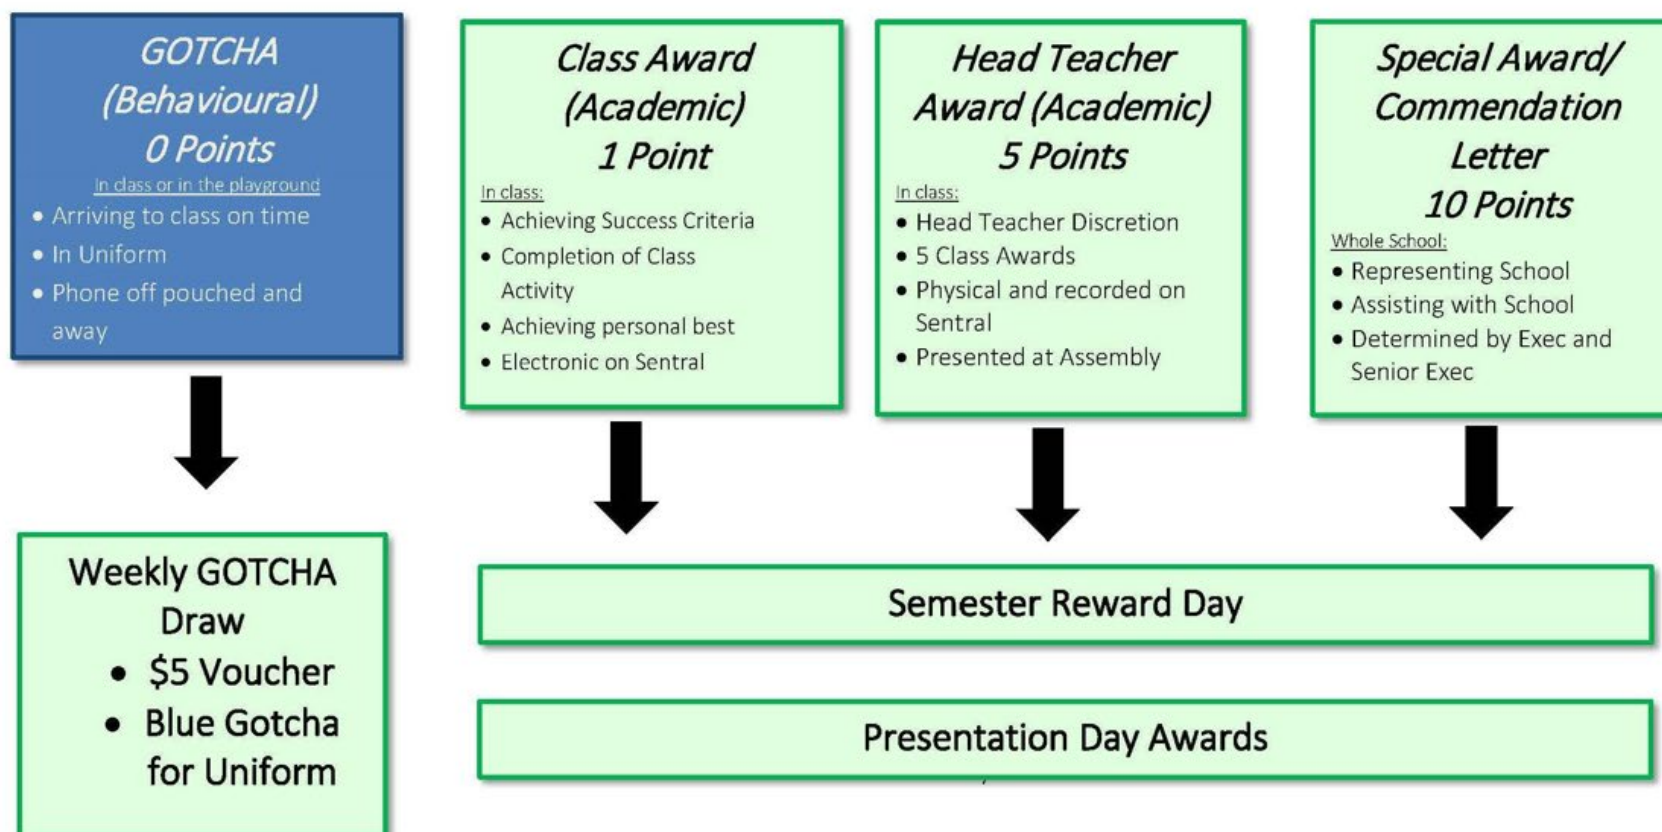 GOTCHA
(Behavioural)
0 Points
In class or in the playground
• Arriving to class on time
• In Uniform
• Phone off pouched and
away
Class Award
(Academic)
1 Point
In class:
• Achieving Success Criteria
• Completion of Class
Activity
• Achieving personal best
• Electronic on Sentral
Head Teacher
Award (Academic)
5 Points
In class:
• Head Teacher Discretion
• 5 Class Awards
• Physical and recorded on
Sentral
• Presented at Assembly
Special Award/
Commendation
Letter
10 Points
Whole School:
• Representing School
• Assisting with School
• Determined by Exec and
Senior Exec
Weekly GOTCHA
Draw
• $5 Voucher
• Blue Gotcha
for Uniform
Semester Reward Day
Presentation Day Awards